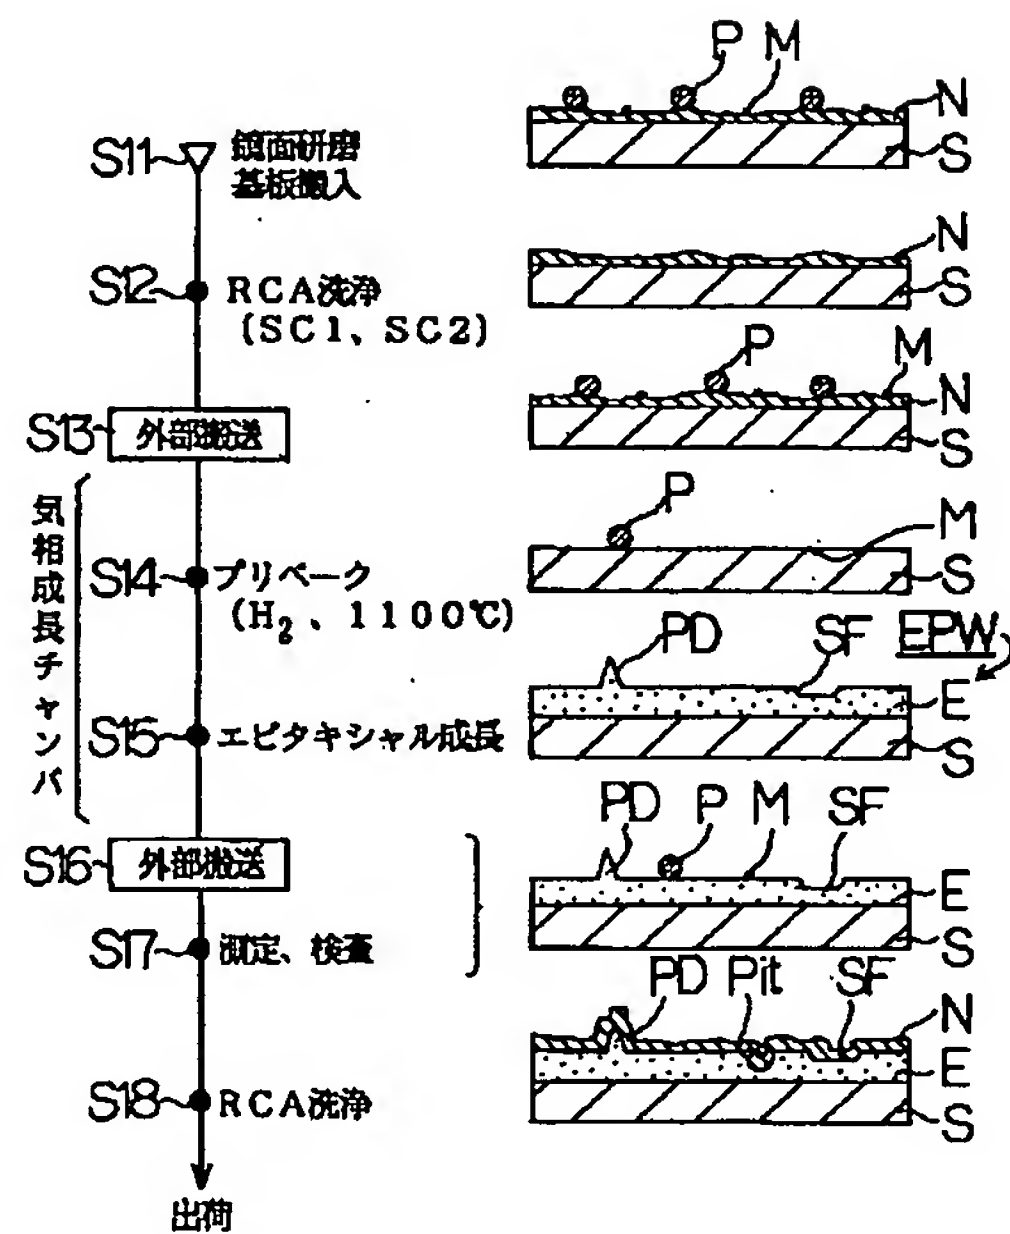 S11
鏡面研磨
基板搬入
P M
N
S
S12
RCA洗浄
(SC1、SC2)
N
S
S13
外部搬送
P
M
N
S
気相成長チャンバ
S14
プリベーク
(H₂、1100℃)
P
M
S
S15
エピタキシャル成長
PD
SF
EPW
E
S
S16
外部搬送
S17
測定、検査
PD P M SF
E
S
S18
RCA洗浄
PD Pit SF
N
E
S
出荷